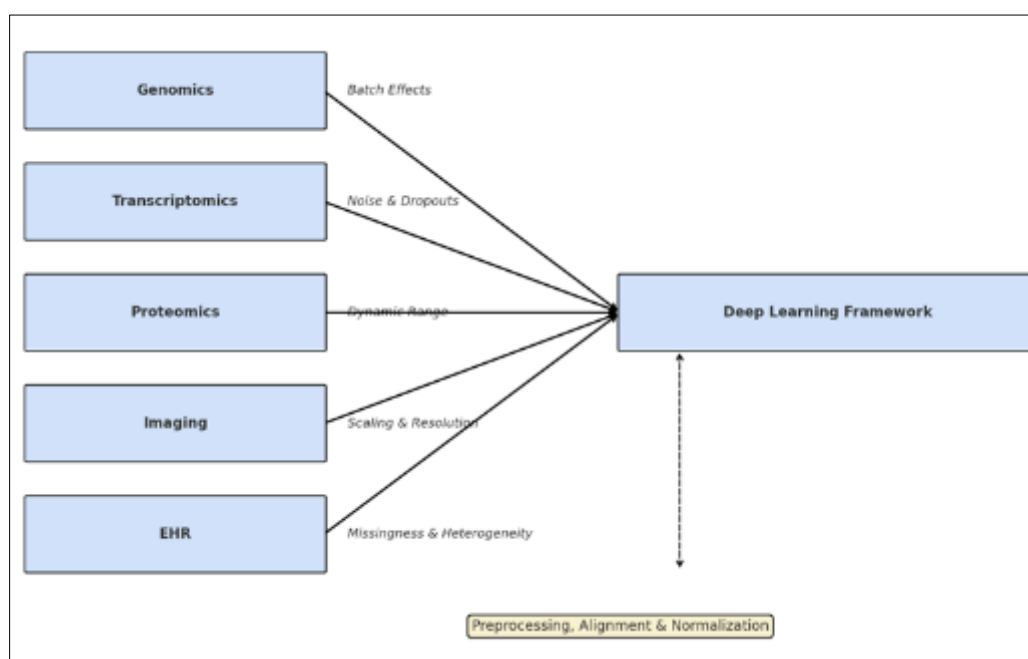 Genomics
Batch Effects
Transcriptomics
Noise & Dropouts
Proteomics
Dynamic Range
Deep Learning Framework
Imaging
Scaling & Resolution
EHR
Missingness & Heterogeneity
Preprocessing, Alignment & Normalization